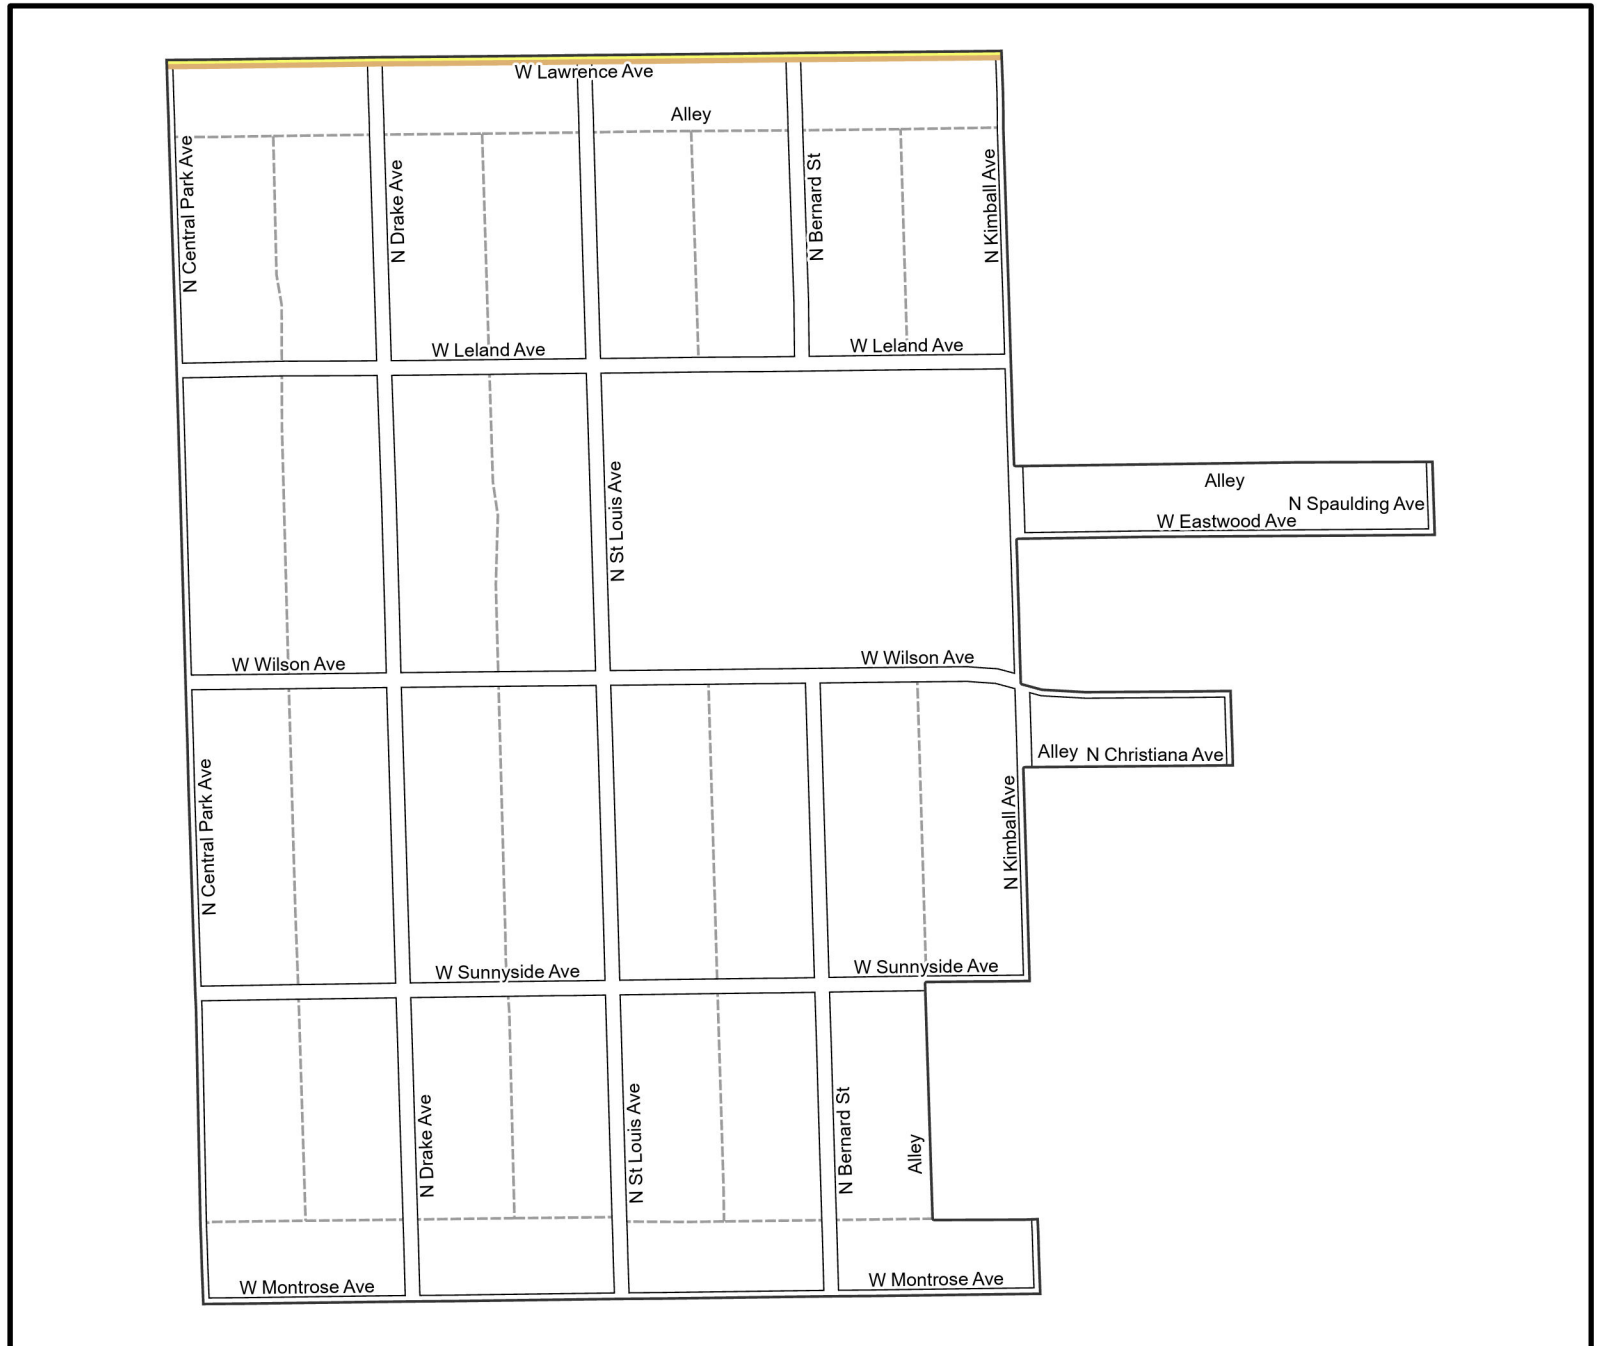 W Lawrence Ave
Alley
N Central Park Ave
N Drake Ave
N Bernard St
N Kimball Ave
W Leland Ave
W Leland Ave
N St Louis Ave
Alley
N Spaulding Ave
W Eastwood Ave
W Wilson Ave
W Wilson Ave
Alley
N Christiana Ave
N Central Park Ave
N Kimball Ave
W Sunnyside Ave
W Sunnyside Ave
N Drake Ave
N St Louis Ave
N Bernard St
Alley
W Montrose Ave
W Montrose Ave